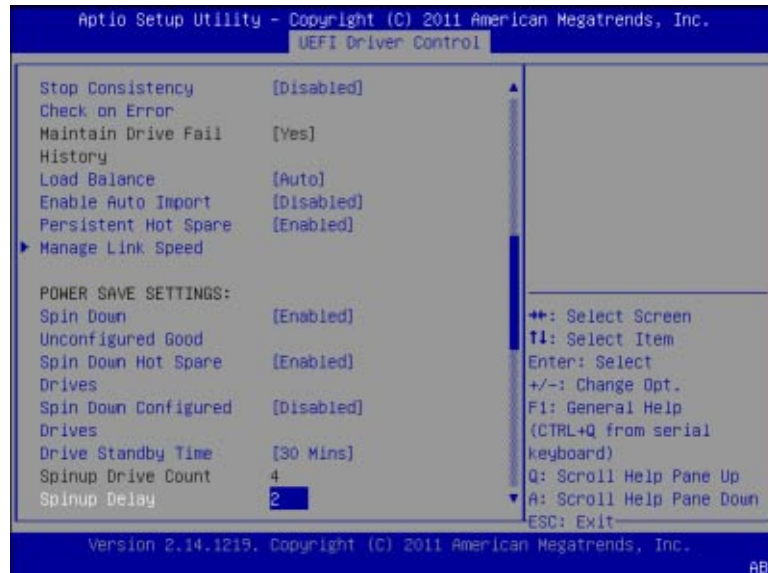 Aptio Setup Utility – Copyright (C) 2011 American Megatrends, Inc.
UEFI Driver Control
Stop Consistency [Disabled]
Check on Error
Maintain Drive Fail [Yes]
History
Load Balance [Auto]
Enable Auto Import [Disabled]
Persistent Hot Spare [Enabled]
Manage Link Speed
POWER SAVE SETTINGS:
Spin Down [Enabled]
Unconfigured Good
Spin Down Hot Spare [Enabled]
Drives
Spin Down Configured [Disabled]
Drives
Drive Standby Time [30 Mins]
Spinup Drive Count 4
Spinup Delay 2
→←: Select Screen
↑↓: Select Item
Enter: Select
+/-: Change Opt.
F1: General Help
(CTRL+Q from serial
keyboard)
Q: Scroll Help Pane Up
A: Scroll Help Pane Down
ESC: Exit
Version 2.14.1219. Copyright (C) 2011 American Megatrends, Inc.
AB